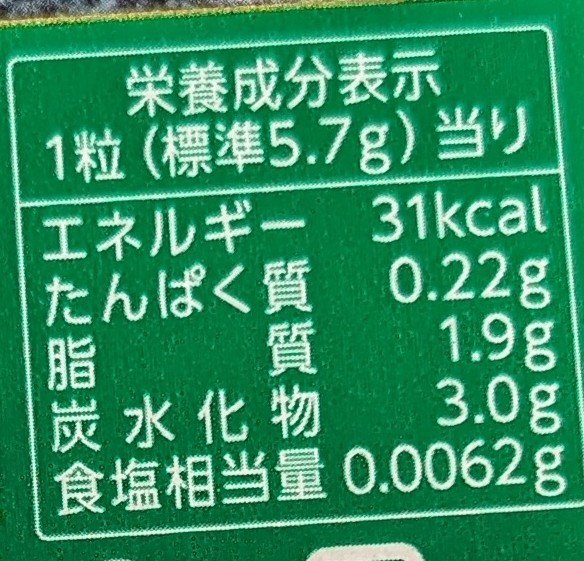 栄養成分表示
1粒(標準5.7g)当り
エネルギー 31kcal
たんぱく質 0.22g
脂質 1.9g
炭水化物 3.0g
食塩相当量 0.0062g